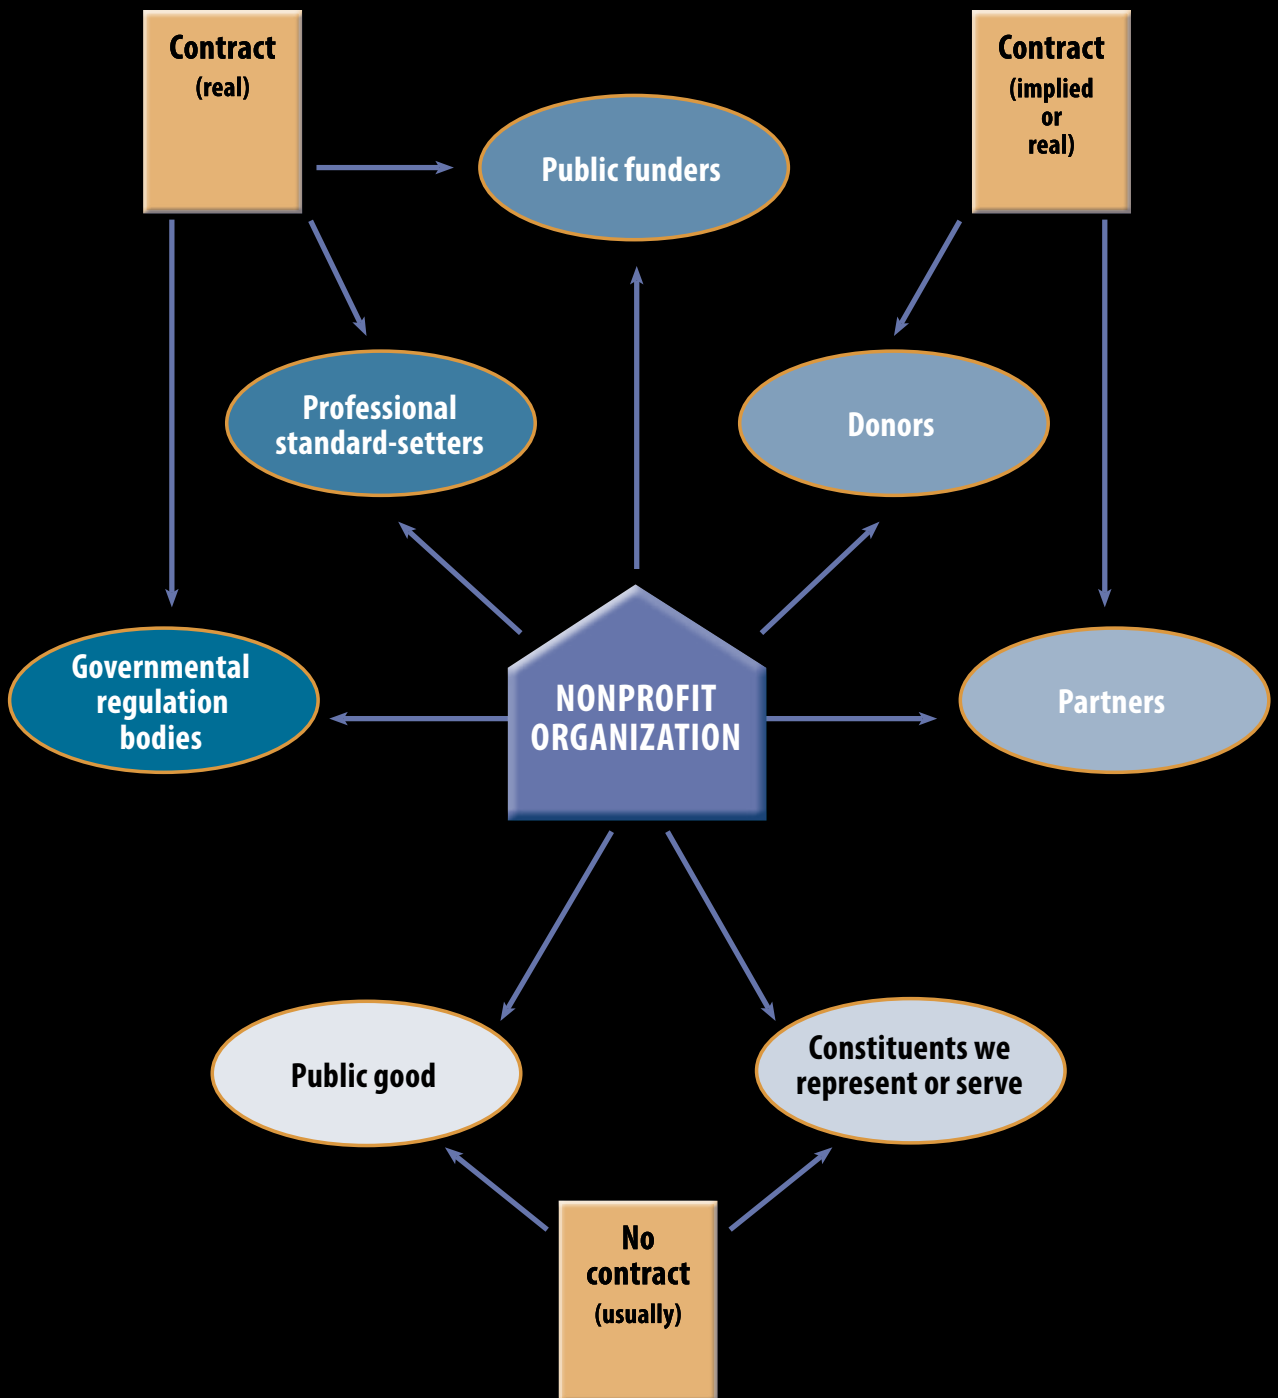 Contract
(real)
Contract
(implied
or
real)
Public funders
Professional
standard-setters
Donors
Governmental
regulation
bodies
NONPROFIT
ORGANIZATION
Partners
Public good
Constituents we
represent or serve
No
contract
(usually)